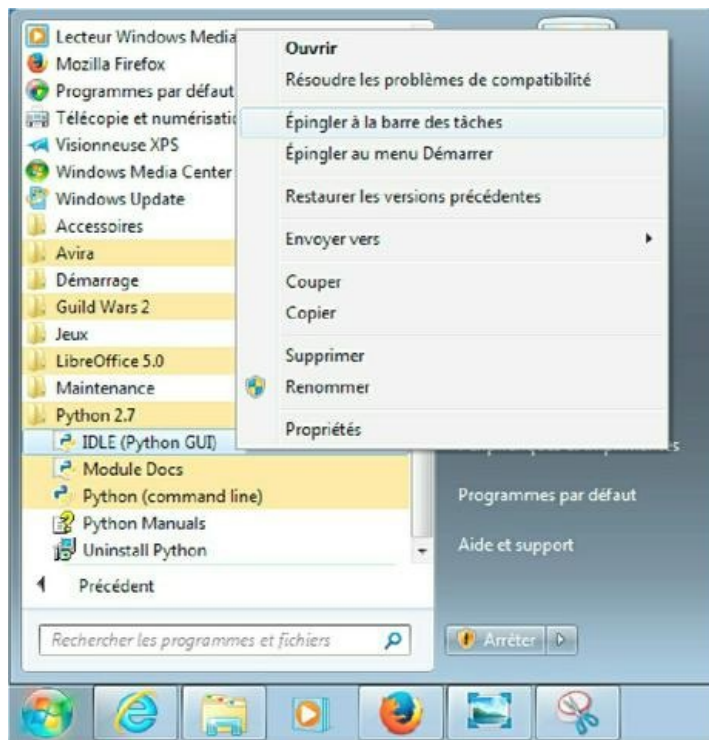 Lecteur Windows Media
Mozilla Firefox
Programmes par défaut
Télécopie et numérisatio
Visionneuse XPS
Windows Media Center
Windows Update
Accessoires
Avira
Démarrage
Guild Wars 2
Jeux
LibreOffice 5.0
Maintenance
Python 2.7
IDLE (Python GUI)
Module Docs
Python (command line)
Python Manuals
Uninstall Python
Précédent
Rechercher les programmes et fichiers
Ouvrir
Résoudre les problèmes de compatibilité
Épingler à la barre des tâches
Épingler au menu Démarrer
Restaurer les versions précédentes
Envoyer vers
Couper
Copier
Supprimer
Renommer
Propriétés
Programmes par défaut
Aide et support
Arrêter